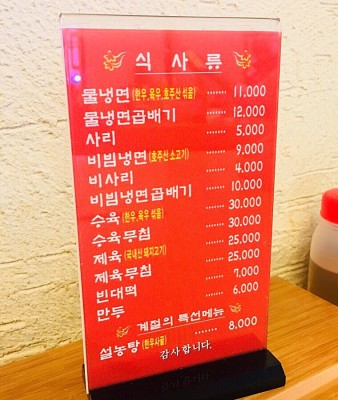 식사류
물냉면(한우,육우,호주산 섞음) ······· 11,000
물냉면곱배기 ······· 12,000
사리 ······· 5,000
비빔냉면(호주산 소고기) ······· 9,000
비사리 ······· 4,000
비빔냉면곱배기 ······· 10,000
수육(한우,육우 섞음) ······· 30,000
수육무침 ······· 30,000
제육(국내산 돼지고기) ······· 25,000
제육무침 ······· 25,000
빈대떡 ······· 7,000
만두 ······· 6,000
계절의 특선메뉴
설농탕(한우사골) ······· 8,000
감사합니다.